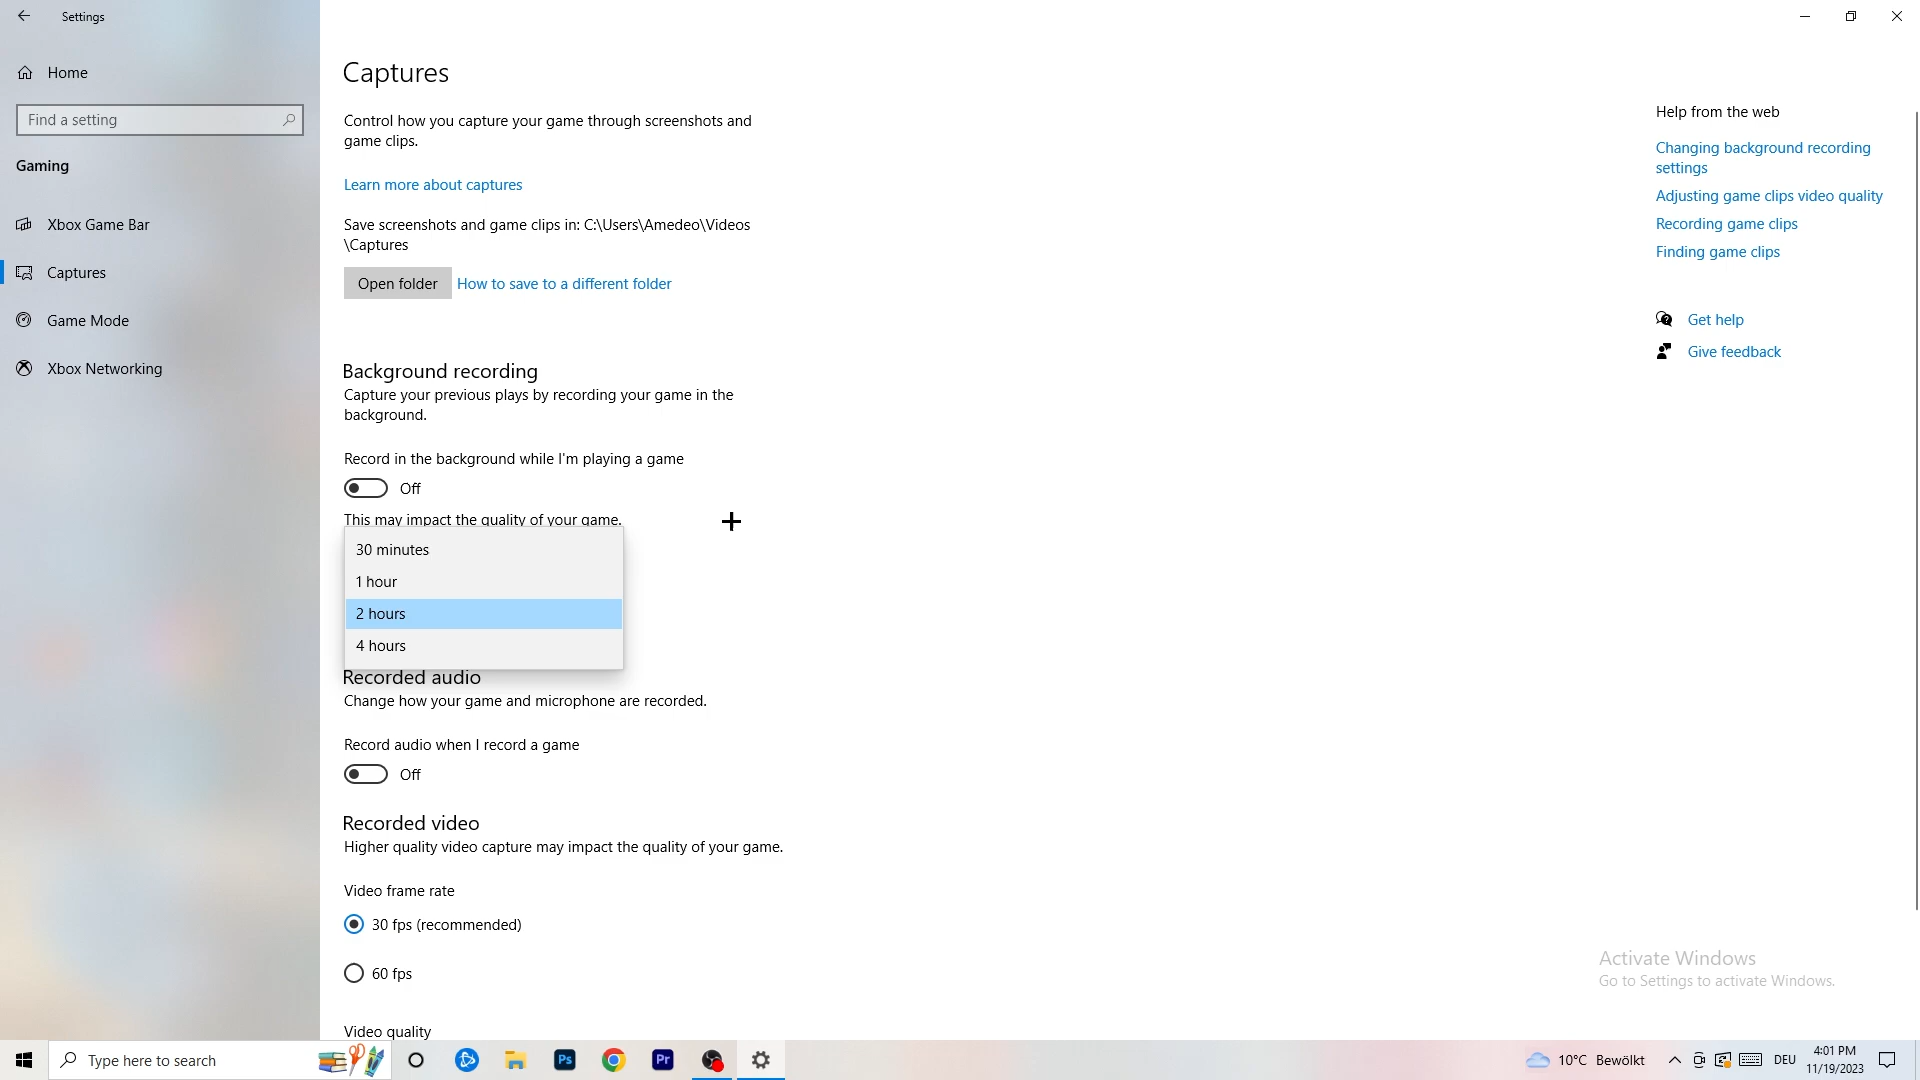 Settings
Home
Find a setting
Gaming
Xbox Game Bar
Captures
Game Mode
Xbox Networking
Captures
Control how you capture your game through screenshots and
game clips.
Learn more about captures
Save screenshots and game clips in: C:\Users\Amedeo\Videos
\Captures
Open folder How to save to a different folder
Background recording
Capture your previous plays by recording your game in the
background.
Record in the background while I'm playing a game
Off
This may impact the quality of your game.
30 minutes
1 hour
2 hours
4 hours
Recorded audio
Change how your game and microphone are recorded.
Record audio when I record a game
Off
Recorded video
Higher quality video capture may impact the quality of your game.
Video frame rate
30 fps (recommended)
60 fps
Video quality
Help from the web
Changing background recording
settings
Adjusting game clips video quality
Recording game clips
Finding game clips
Get help
Give feedback
Activate Windows
Go to Settings to activate Windows.
Type here to search
Ps
Pr
10°C Bewölkt
DEU
4:01 PM
11/19/2023